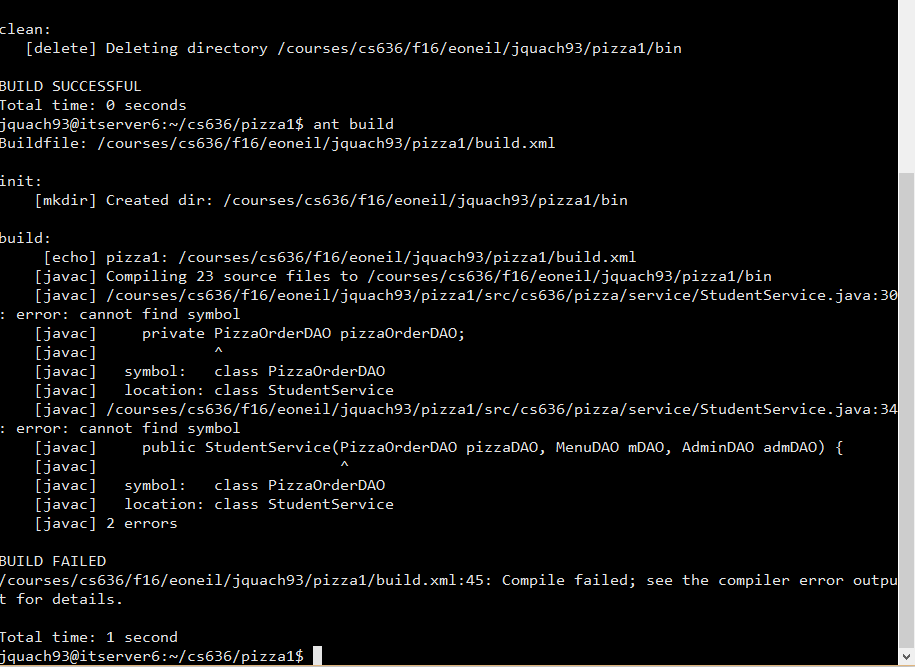 clean:
   [delete] Deleting directory /courses/cs636/f16/eoneil/jquach93/pizza1/bin
BUILD SUCCESSFUL
Total time: 0 seconds
jquach93@itserver6:~/cs636/pizza1$ ant build
Buildfile: /courses/cs636/f16/eoneil/jquach93/pizza1/build.xml
init:
    [mkdir] Created dir: /courses/cs636/f16/eoneil/jquach93/pizza1/bin
build:
     [echo] pizza1: /courses/cs636/f16/eoneil/jquach93/pizza1/build.xml
    [javac] Compiling 23 source files to /courses/cs636/f16/eoneil/jquach93/pizza1/bin
    [javac] /courses/cs636/f16/eoneil/jquach93/pizza1/src/cs636/pizza/service/StudentService.java:30
: error: cannot find symbol
    [javac]     private PizzaOrderDAO pizzaOrderDAO;
    [javac]             ^
    [javac]   symbol:   class PizzaOrderDAO
    [javac]   location: class StudentService
    [javac] /courses/cs636/f16/eoneil/jquach93/pizza1/src/cs636/pizza/service/StudentService.java:34
: error: cannot find symbol
    [javac]     public StudentService(PizzaOrderDAO pizzaDAO, MenuDAO mDAO, AdminDAO admDAO) {
    [javac]                           ^
    [javac]   symbol:   class PizzaOrderDAO
    [javac]   location: class StudentService
    [javac] 2 errors
BUILD FAILED
/courses/cs636/f16/eoneil/jquach93/pizza1/build.xml:45: Compile failed; see the compiler error outpu
t for details.
Total time: 1 second
jquach93@itserver6:~/cs636/pizza1$